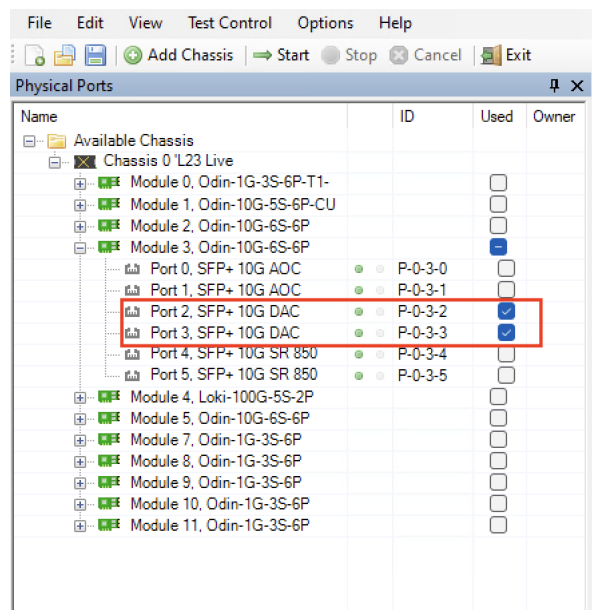 File Edit View Test Control Options Help
Add Chassis Start Stop Cancel Exit
Physical Ports
Name ID Used Owner
Available Chassis
Chassis 0 'L23 Live
Module 0, Odin-1G-3S-6P-T1-
Module 1, Odin-10G-5S-6P-CU
Module 2, Odin-10G-6S-6P
Module 3, Odin-10G-6S-6P
Port 0, SFP+ 10G AOC P-0-3-0
Port 1, SFP+ 10G AOC P-0-3-1
Port 2, SFP+ 10G DAC P-0-3-2
Port 3, SFP+ 10G DAC P-0-3-3
Port 4, SFP+ 10G SR 850 P-0-3-4
Port 5, SFP+ 10G SR 850 P-0-3-5
Module 4, Loki-100G-5S-2P
Module 5, Odin-10G-6S-6P
Module 7, Odin-1G-3S-6P
Module 8, Odin-1G-3S-6P
Module 9, Odin-1G-3S-6P
Module 10, Odin-1G-3S-6P
Module 11, Odin-1G-3S-6P